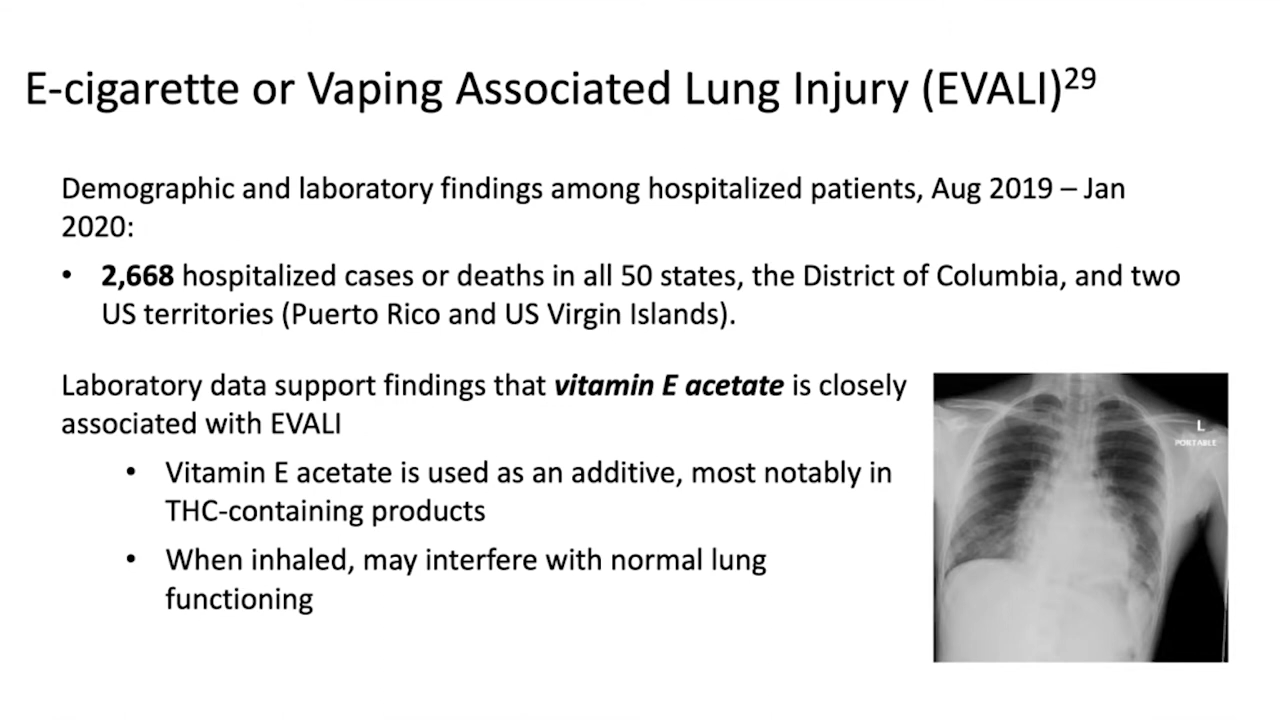 E-cigarette or Vaping Associated Lung Injury (EVALI)29
Demographic and laboratory findings among hospitalized patients, Aug 2019 – Jan
2020:
• 2,668 hospitalized cases or deaths in all 50 states, the District of Columbia, and two
US territories (Puerto Rico and US Virgin Islands).
Laboratory data support findings that vitamin E acetate is closely
associated with EVALI
• Vitamin E acetate is used as an additive, most notably in
THC-containing products
• When inhaled, may interfere with normal lung
functioning
L
PORTABLE